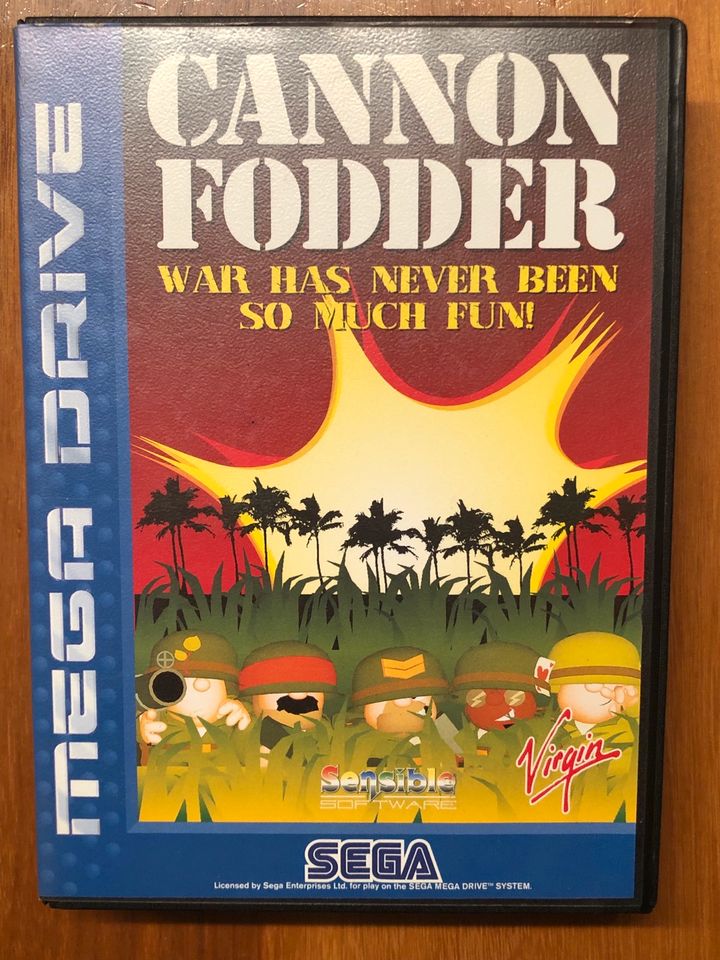 MEGA DRIVE
CANNON
FODDER
WAR HAS NEVER BEEN
SO MUCH FUN!
Sensible
SOFTWARE
Virgin
SEGA
Licensed by Sega Enterprises Ltd. for play on the SEGA MEGA DRIVE™ SYSTEM.